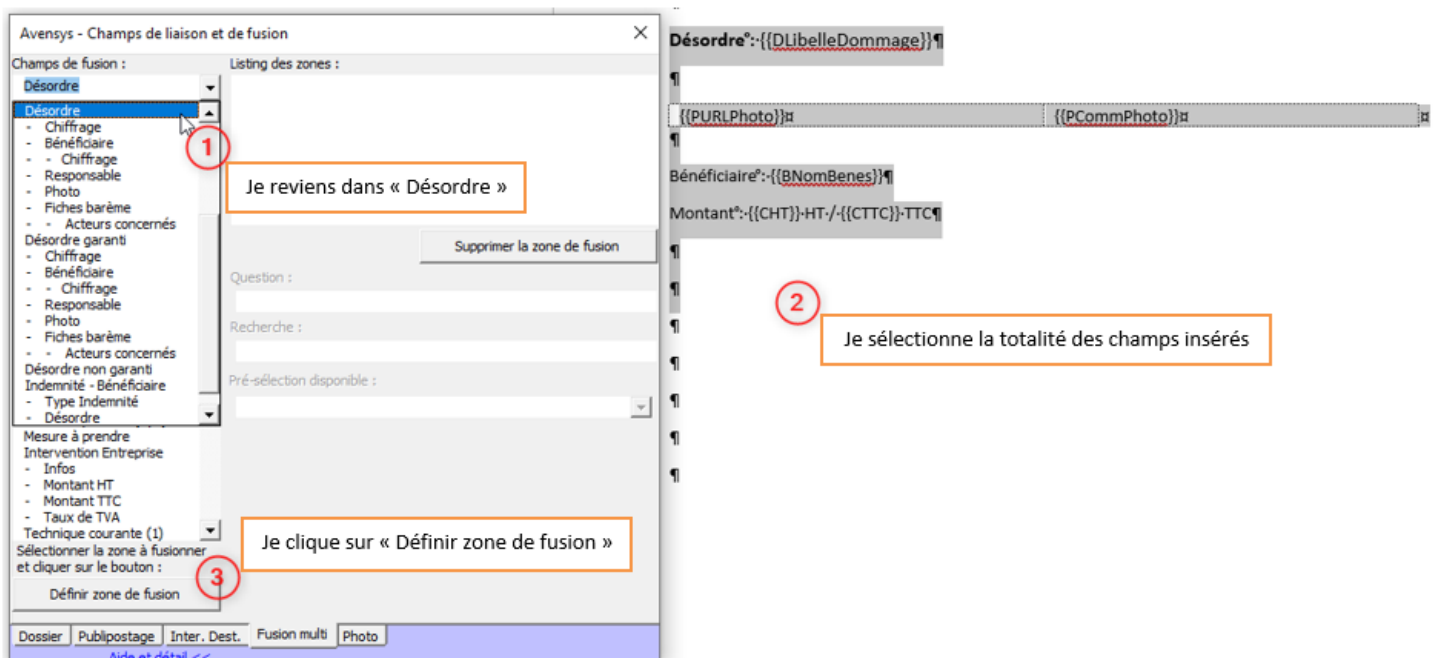 Avensys - Champs de liaison et de fusion
Champs de fusion :
Listing des zones :
Désordre
Désordre
- Chiffrage
- Bénéficiaire
- - Chiffrage
- Responsable
- Photo
- Fiches barème
- - Acteurs concernés
Désordre garanti
- Chiffrage
- Bénéficiaire
- - Chiffrage
- Responsable
- Photo
- Fiches barème
- - Acteurs concernés
Désordre non garanti
Indemnité - Bénéficiaire
- Type Indemnité
- Désordre
Mesure à prendre
Intervention Entreprise
- Infos
- Montant HT
- Montant TTC
- Taux de TVA
Technique courante (1)
1
Je reviens dans « Désordre »
Supprimer la zone de fusion
Question :
Recherche :
Pré-sélection disponible :
Sélectionner la zone à fusionner
et cliquer sur le bouton :
3
Je clique sur « Définir zone de fusion »
Définir zone de fusion
Dossier Publipostage Inter. Dest. Fusion multi Photo
Aide et détail <<
Désordre°:·{{DLibelleDommage}}¶
¶
{{PURLPhoto}}¤ {{PCommPhoto}}¤ ¤
¶
Bénéficiaire°:·{{BNomBenes}}¶
Montant°:·{{CHT}}·HT·/·{{CTTC}}·TTC¶
¶
¶
¶
¶
¶
¶
¶
2
Je sélectionne la totalité des champs insérés